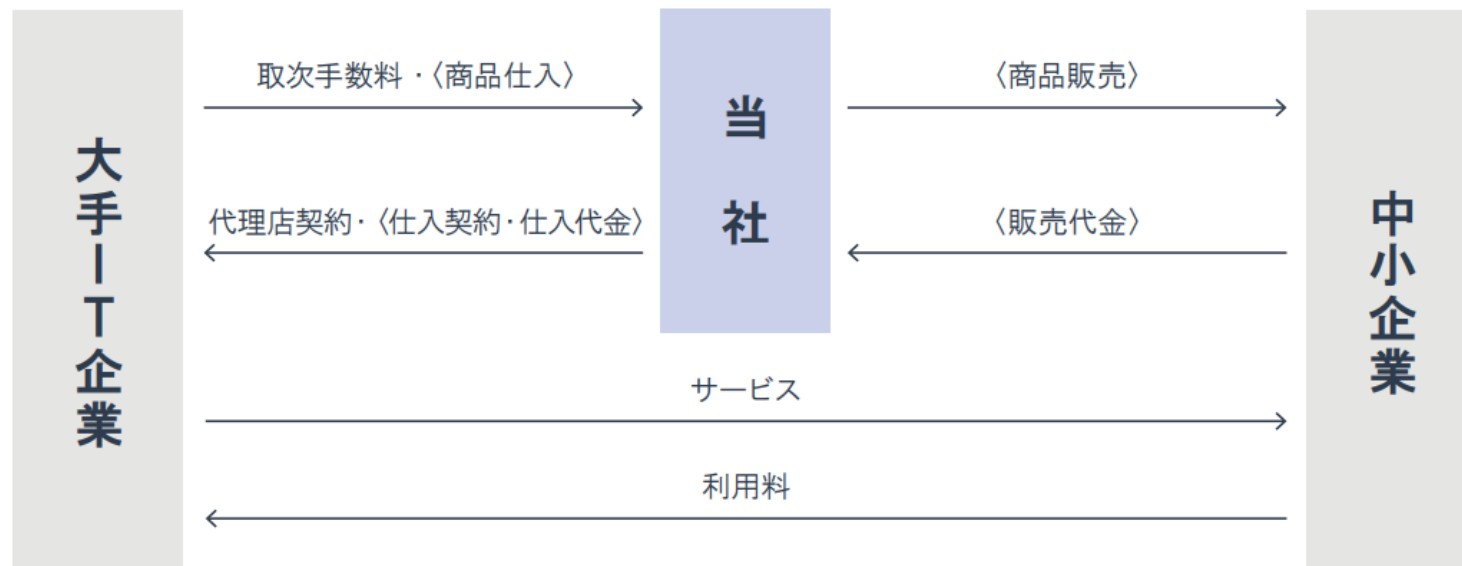 大手IT企業
取次手数料・〈商品仕入〉
代理店契約・〈仕入契約・仕入代金〉
当社
〈商品販売〉
〈販売代金〉
サービス
利用料
中小企業